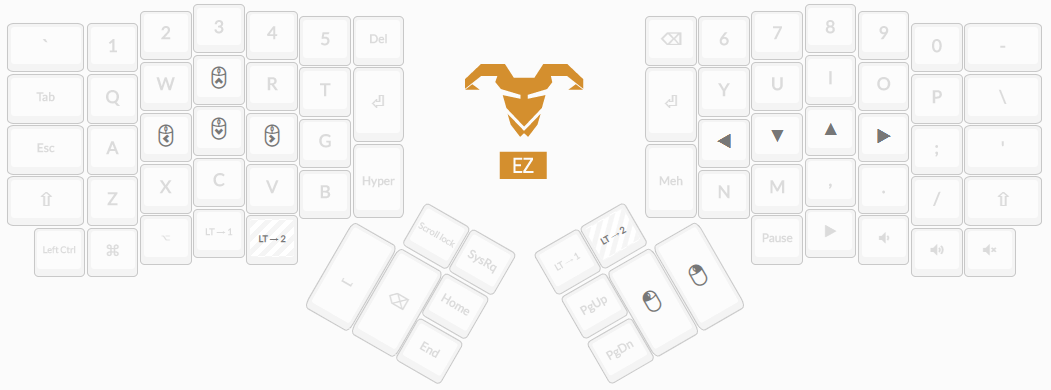 ` 1 2 3 4 5 Del
⌫ 6 7 8 9 0 -
Tab Q W R T ⏎
⏎ Y U I O P \
Esc A G
; '
⇧ Z X C V B Hyper
Meh N M , . / ⇧
Left Ctrl ⌘ ⌥ LT→1 LT→2
Pause
EZ
Scroll lock SysRq
Home
End
LT→1 LT→2
PgUp
PgDn